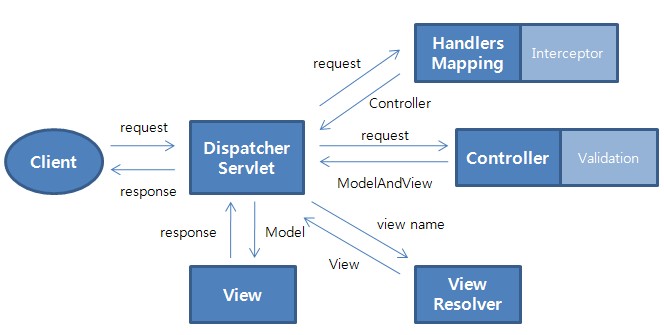 Handlers
Mapping
Interceptor
request
Controller
request
request
Client
Dispatcher
Servlet
Controller
Validation
response
ModelAndView
response
Model
view name
View
View
View
Resolver